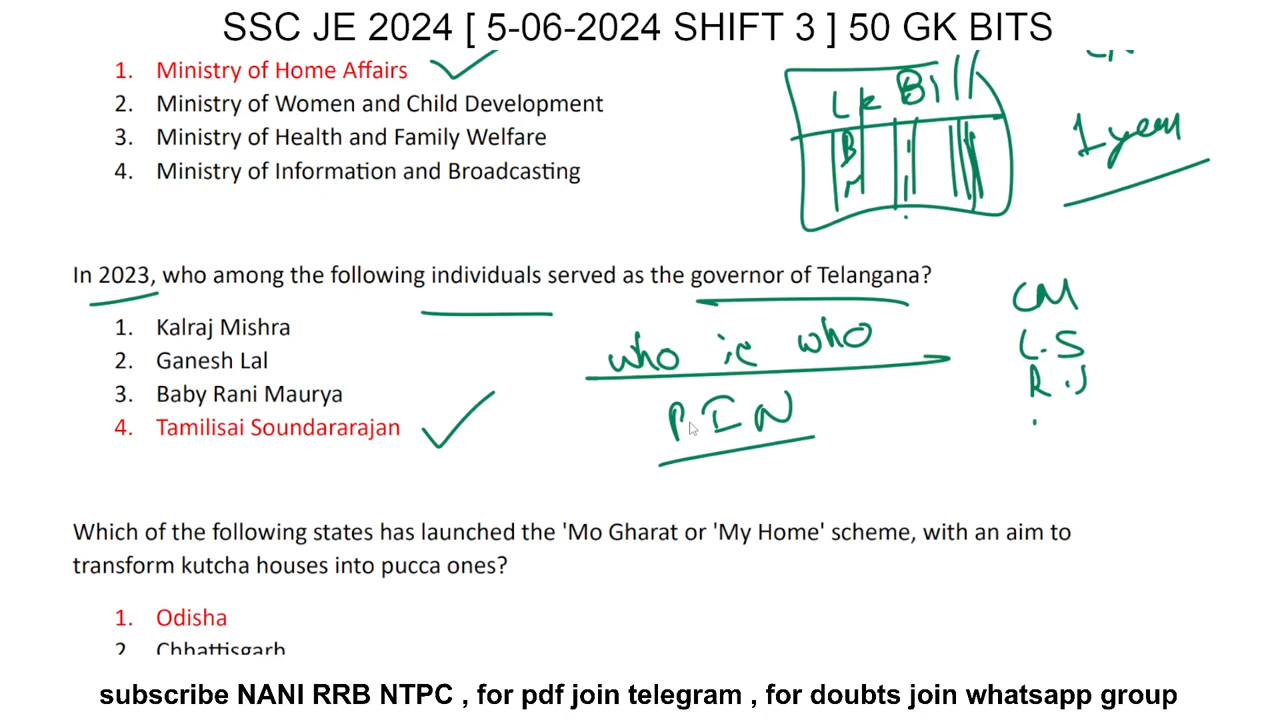 SSC JE 2024 [ 5-06-2024 SHIFT 3 ] 50 GK BITS
1. Ministry of Home Affairs
2. Ministry of Women and Child Development
3. Ministry of Health and Family Welfare
4. Ministry of Information and Broadcasting
Lk Bill
B
1 year
In 2023, who among the following individuals served as the governor of Telangana?
1. Kalraj Mishra
2. Ganesh Lal
3. Baby Rani Maurya
4. Tamilisai Soundararajan
who is who
P.I N
CM
L.S
R.J
Which of the following states has launched the 'Mo Gharat or 'My Home' scheme, with an aim to
transform kutcha houses into pucca ones?
1. Odisha
2 Chhattisgarh
subscribe NANI RRB NTPC , for pdf join telegram , for doubts join whatsapp group